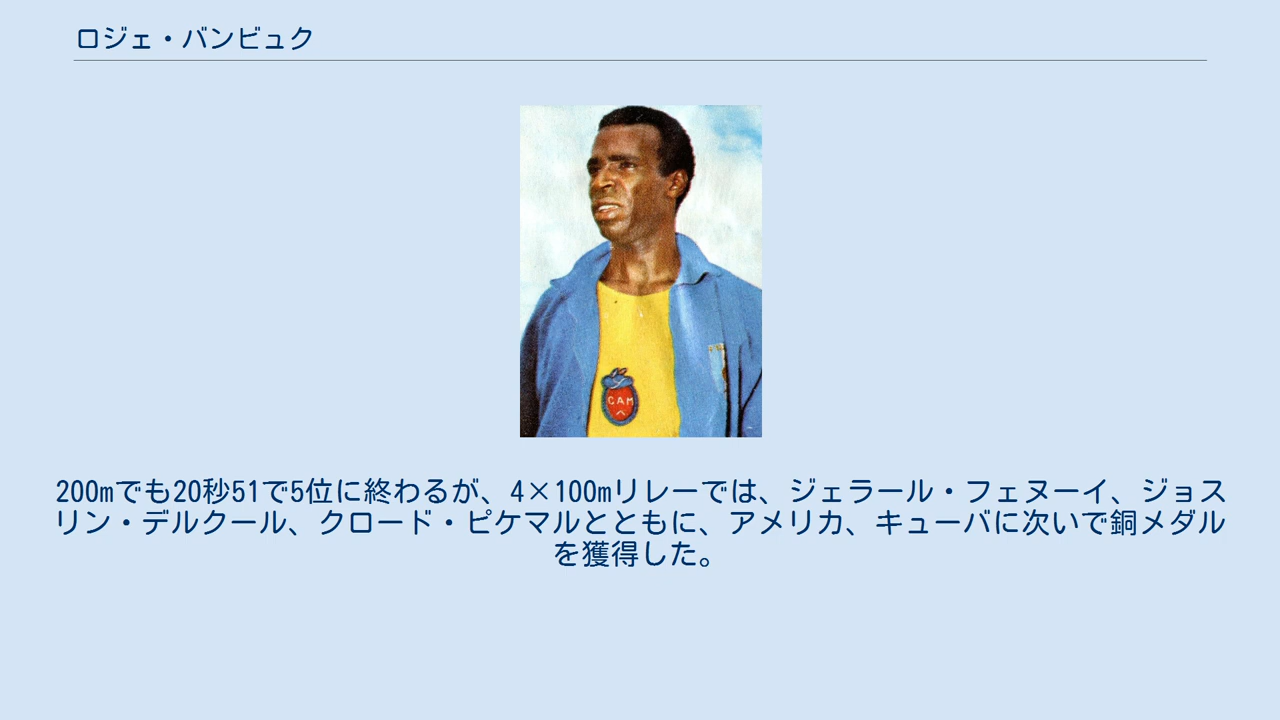 ロジェ・バンビュク
CAM
200mでも20秒51で5位に終わるが、4×100mリレーでは、ジェラール・フェヌーイ、ジョス
リン・デルクール、クロード・ピケマルとともに、アメリカ、キューバに次いで銅メダル
を獲得した。